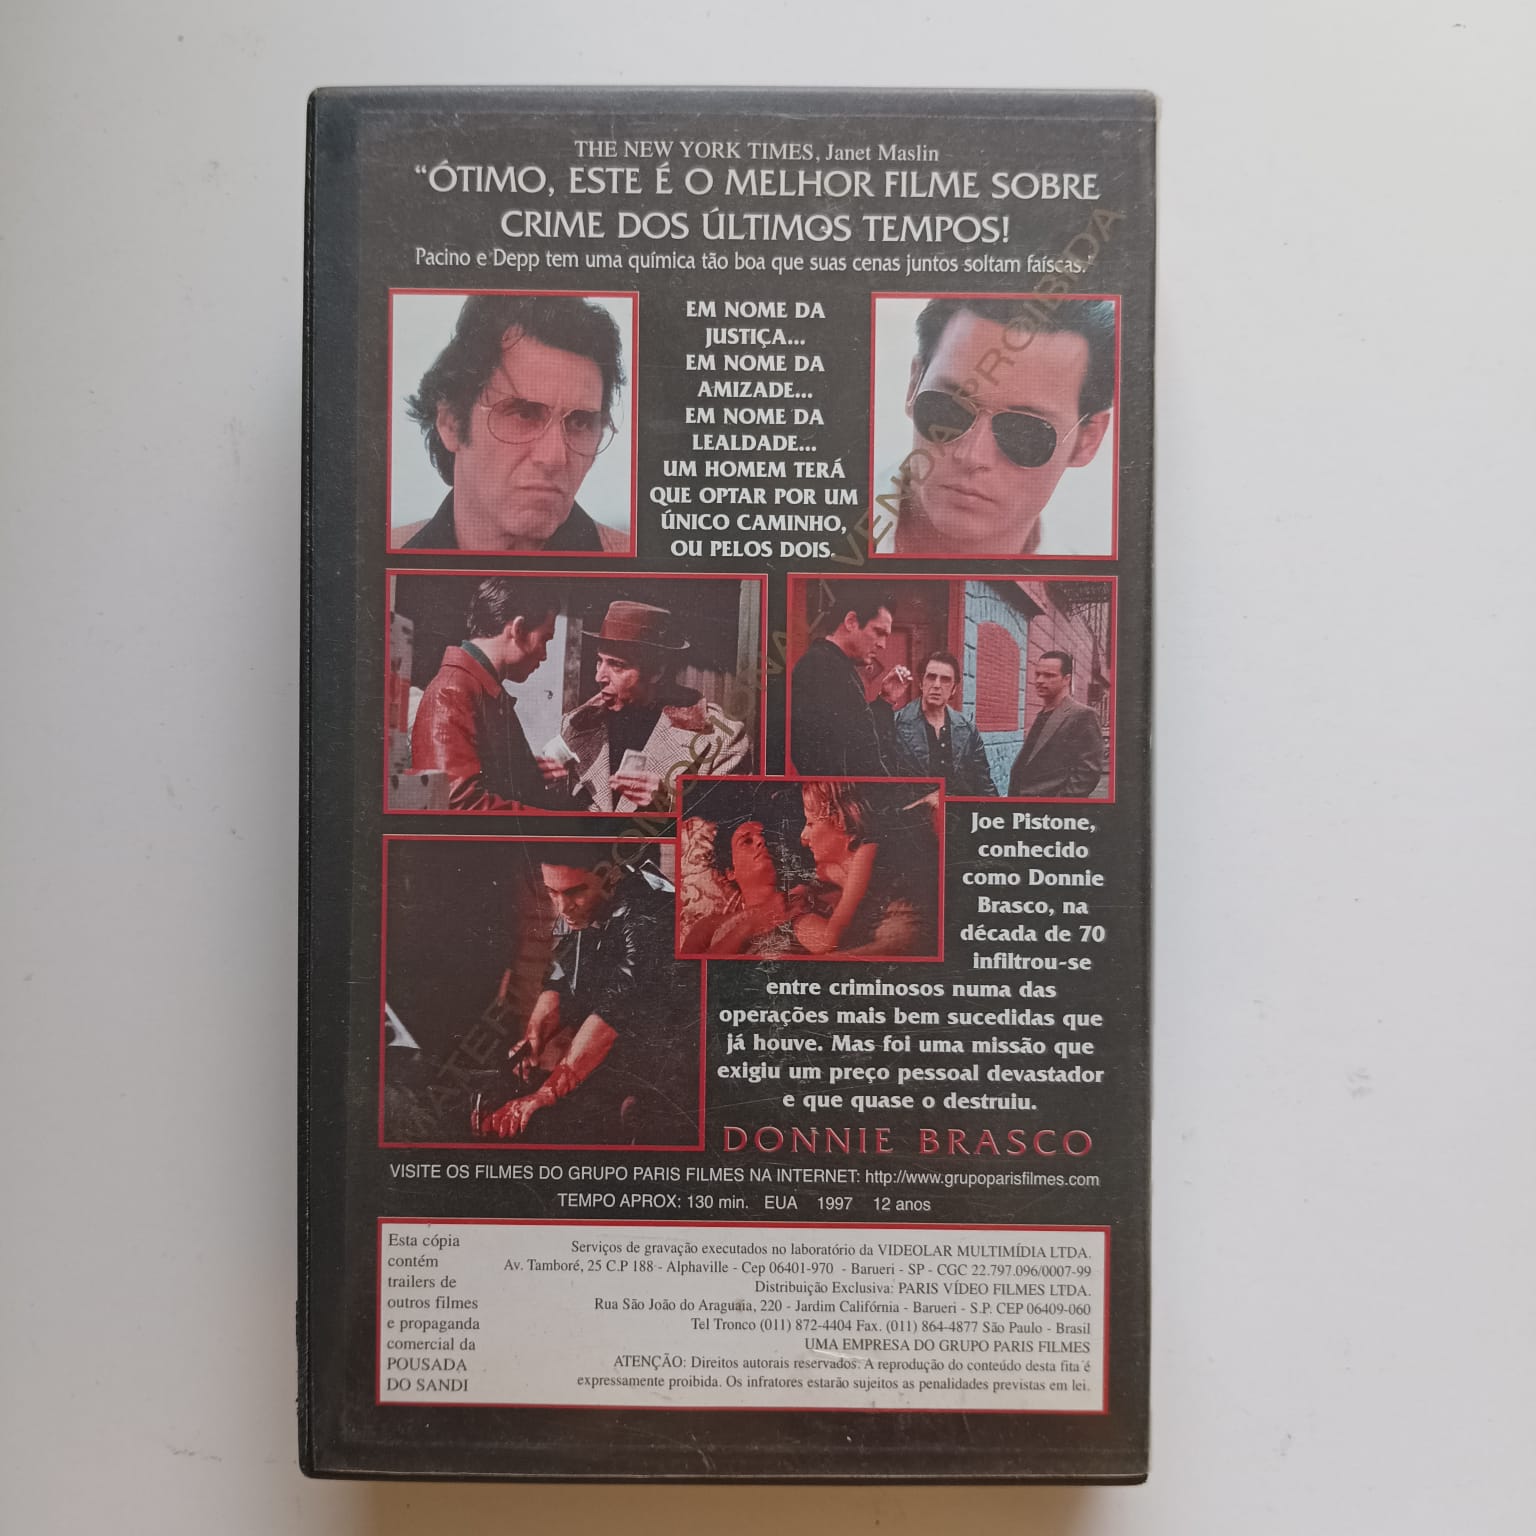 THE NEW YORK TIMES, Janet Maslin
“ÓTIMO, ESTE É O MELHOR FILME SOBRE
CRIME DOS ÚLTIMOS TEMPOS!
Pacino e Depp tem uma química tão boa que suas cenas juntos soltam faíscas."
EM NOME DA
JUSTIÇA...
EM NOME DA
AMIZADE...
EM NOME DA
LEALDADE...
UM HOMEM TERÁ
QUE OPTAR POR UM
ÚNICO CAMINHO,
OU PELOS DOIS.
MATERIAL PROMOCIONAL / VENDA PROIBIDA
Joe Pistone,
conhecido
como Donnie
Brasco, na
década de 70
infiltrou-se
entre criminosos numa das
operações mais bem sucedidas que
já houve. Mas foi uma missão que
exigiu um preço pessoal devastador
e que quase o destruiu.
DONNIE BRASCO
VISITE OS FILMES DO GRUPO PARIS FILMES NA INTERNET: http://www.grupoparisfilmes.com
TEMPO APROX: 130 min. EUA 1997 12 anos
Esta cópia
contém
trailers de
outros filmes
e propaganda
comercial da
POUSADA
DO SANDI
Serviços de gravação executados no laboratório da VIDEOLAR MULTIMÍDIA LTDA.
Av. Tamboré, 25 C.P 188 - Alphaville - Cep 06401-970 - Barueri - SP - CGC 22.797.096/0007-99
Distribuição Exclusiva: PARIS VÍDEO FILMES LTDA.
Rua São João do Araguaia, 220 - Jardim Califórnia - Barueri - S.P. CEP 06409-060
Tel Tronco (011) 872-4404 Fax. (011) 864-4877 São Paulo - Brasil
UMA EMPRESA DO GRUPO PARIS FILMES
ATENÇÃO: Direitos autorais reservados. A reprodução do conteúdo desta fita é
expressamente proibida. Os infratores estarão sujeitos as penalidades previstas em lei.